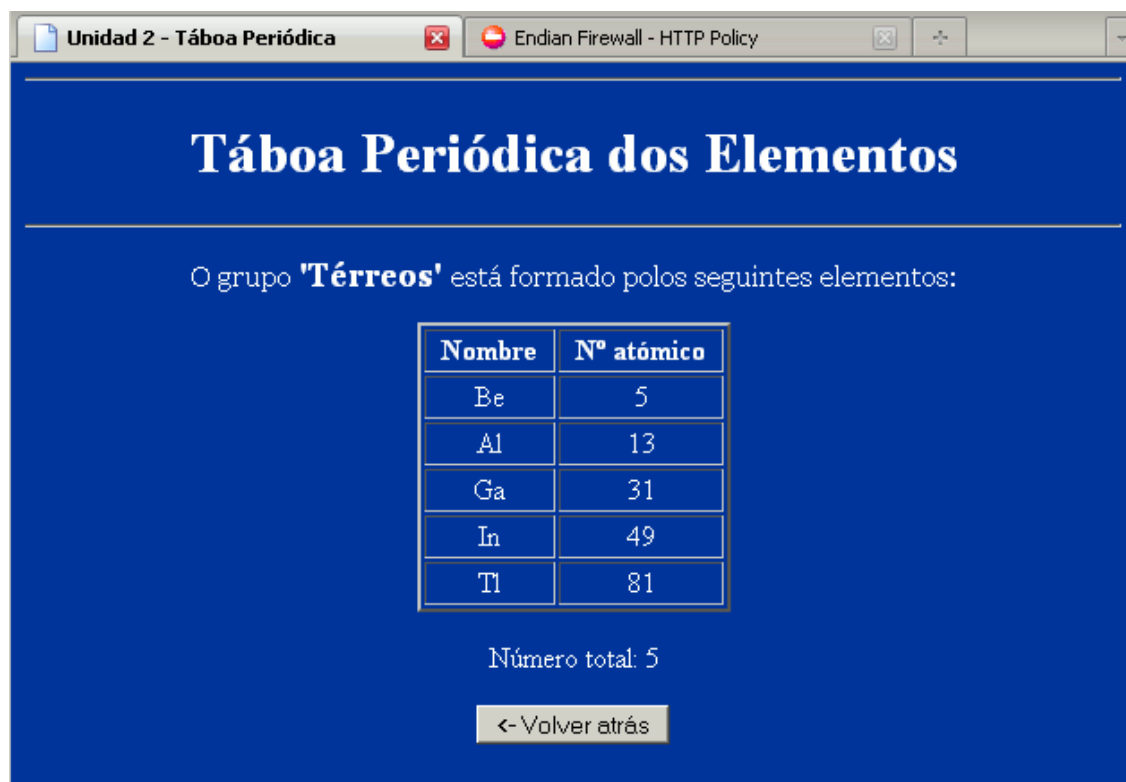 Unidad 2 - Táboa Periódica Endian Firewall - HTTP Policy
Táboa Periódica dos Elementos
O grupo 'Térreos' está formado polos seguintes elementos:
Nombre Nº atómico
Be 5
Al 13
Ga 31
In 49
Tl 81
Número total: 5
<- Volver atrás